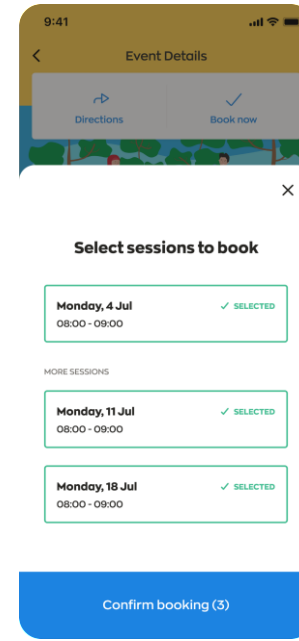 9:41
Event Details
Directions
Book now
Select sessions to book
Monday, 4 Jul
SELECTED
08:00 - 09:00
MORE SESSIONS
Monday, 11 Jul
SELECTED
08:00 - 09:00
Monday, 18 Jul
SELECTED
08:00 - 09:00
Confirm booking (3)